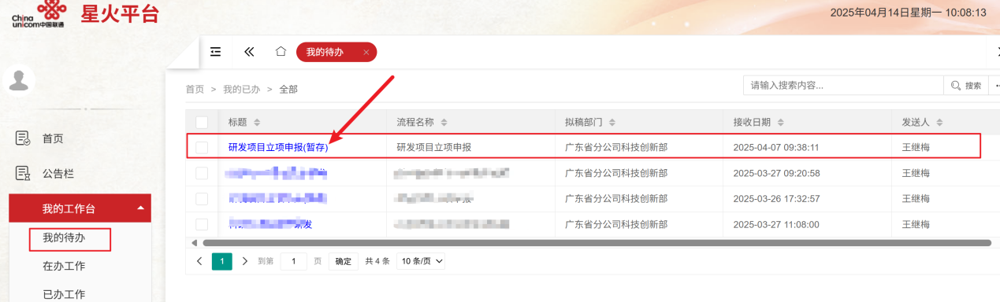 China
unicom中国联通
星火平台
2025年04月14日星期一 10:08:13
我的待办 ×
首页 > 我的已办 > 全部
请输入搜索内容...
搜索
标题 流程名称 拟稿部门 接收日期 发送人
研发项目立项申报(暂存) 研发项目立项申报 广东省分公司科技创新部 2025-04-07 09:38:11 王继梅
广东省分公司科技创新部 2025-03-27 09:20:58 王继梅
广东省分公司科技创新部 2025-03-26 17:32:57 王继梅
广东省分公司科技创新部 2025-03-27 11:08:00 王继梅
1 到第 1 页 确定 共 4 条 10 条/页
首页
公告栏
我的工作台
我的待办
在办工作
已办工作